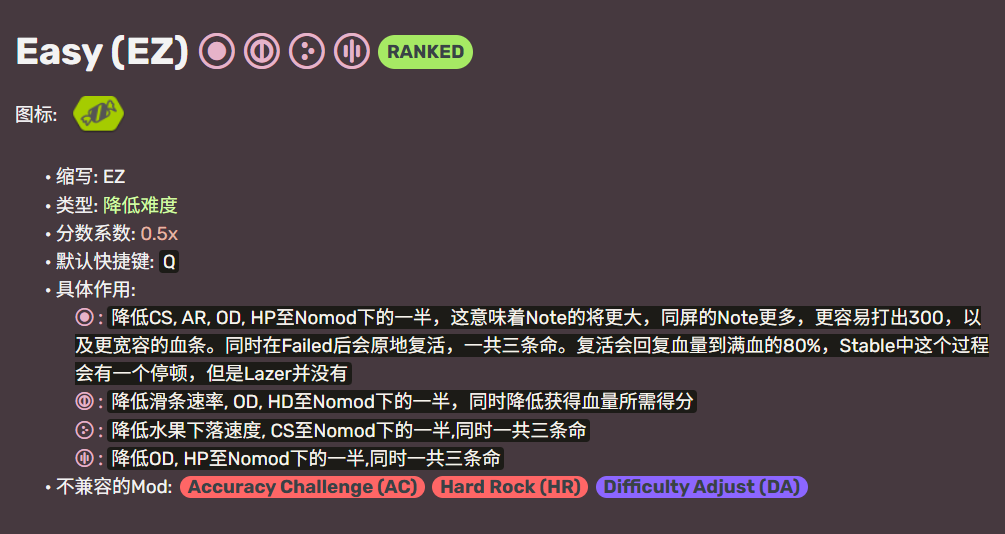 Easy (EZ) RANKED
图标:
• 缩写: EZ
• 类型: 降低难度
• 分数系数: 0.5x
• 默认快捷键: Q
• 具体作用:
: 降低CS, AR, OD, HP至Nomod下的一半，这意味着Note的将更大，同屏的Note更多，更容易打出300，以
及更宽容的血条。同时在Failed后会原地复活，一共三条命。复活会回复血量到满血的80%，Stable中这个过程
会有一个停顿，但是Lazer并没有
: 降低滑条速率, OD, HD至Nomod下的一半，同时降低获得血量所需得分
: 降低水果下落速度, CS至Nomod下的一半,同时一共三条命
: 降低OD, HP至Nomod下的一半,同时一共三条命
• 不兼容的Mod: Accuracy Challenge (AC) Hard Rock (HR) Difficulty Adjust (DA)